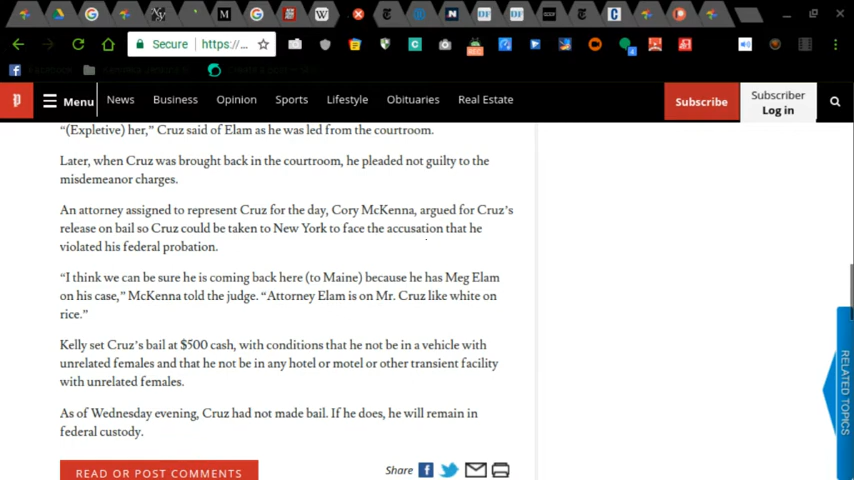 Secure
https://...
Menu
News
Business
Opinion
Sports
Lifestyle
Obituaries
Real Estate
Subscribe
Subscriber
Log in
“(Expletive) her,” Cruz said of Elam as he was led from the courtroom.
Later, when Cruz was brought back in the courtroom, he pleaded not guilty to the
misdemeanor charges.
An attorney assigned to represent Cruz for the day, Cory McKenna, argued for Cruz’s
release on bail so Cruz could be taken to New York to face the accusation that he
violated his federal probation.
“I think we can be sure he is coming back here (to Maine) because he has Meg Elam
on his case,” McKenna told the judge. “Attorney Elam is on Mr. Cruz like white on
rice.”
Kelly set Cruz’s bail at $500 cash, with conditions that he not be in a vehicle with
unrelated females and that he not be in any hotel or motel or other transient facility
with unrelated females.
As of Wednesday evening, Cruz had not made bail. If he does, he will remain in
federal custody.
READ OR POST COMMENTS
Share
RELATED TOPICS